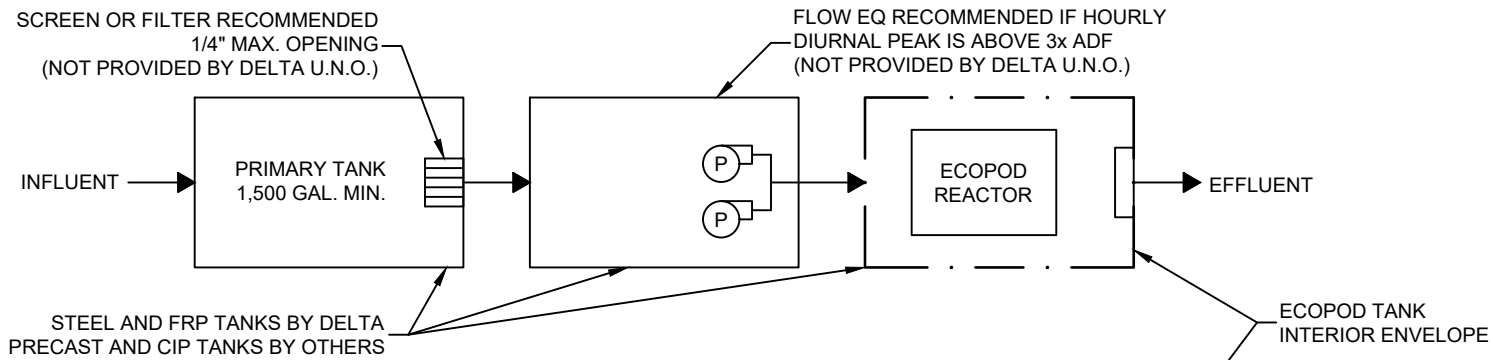 SCREEN OR FILTER RECOMMENDED
1/4" MAX. OPENING
(NOT PROVIDED BY DELTA U.N.O.)
FLOW EQ RECOMMENDED IF HOURLY
DIURNAL PEAK IS ABOVE 3x ADF
(NOT PROVIDED BY DELTA U.N.O.)
INFLUENT
PRIMARY TANK
1,500 GAL. MIN.
P
P
ECOPOD
REACTOR
EFFLUENT
STEEL AND FRP TANKS BY DELTA
PRECAST AND CIP TANKS BY OTHERS
ECOPOD TANK
INTERIOR ENVELOPE